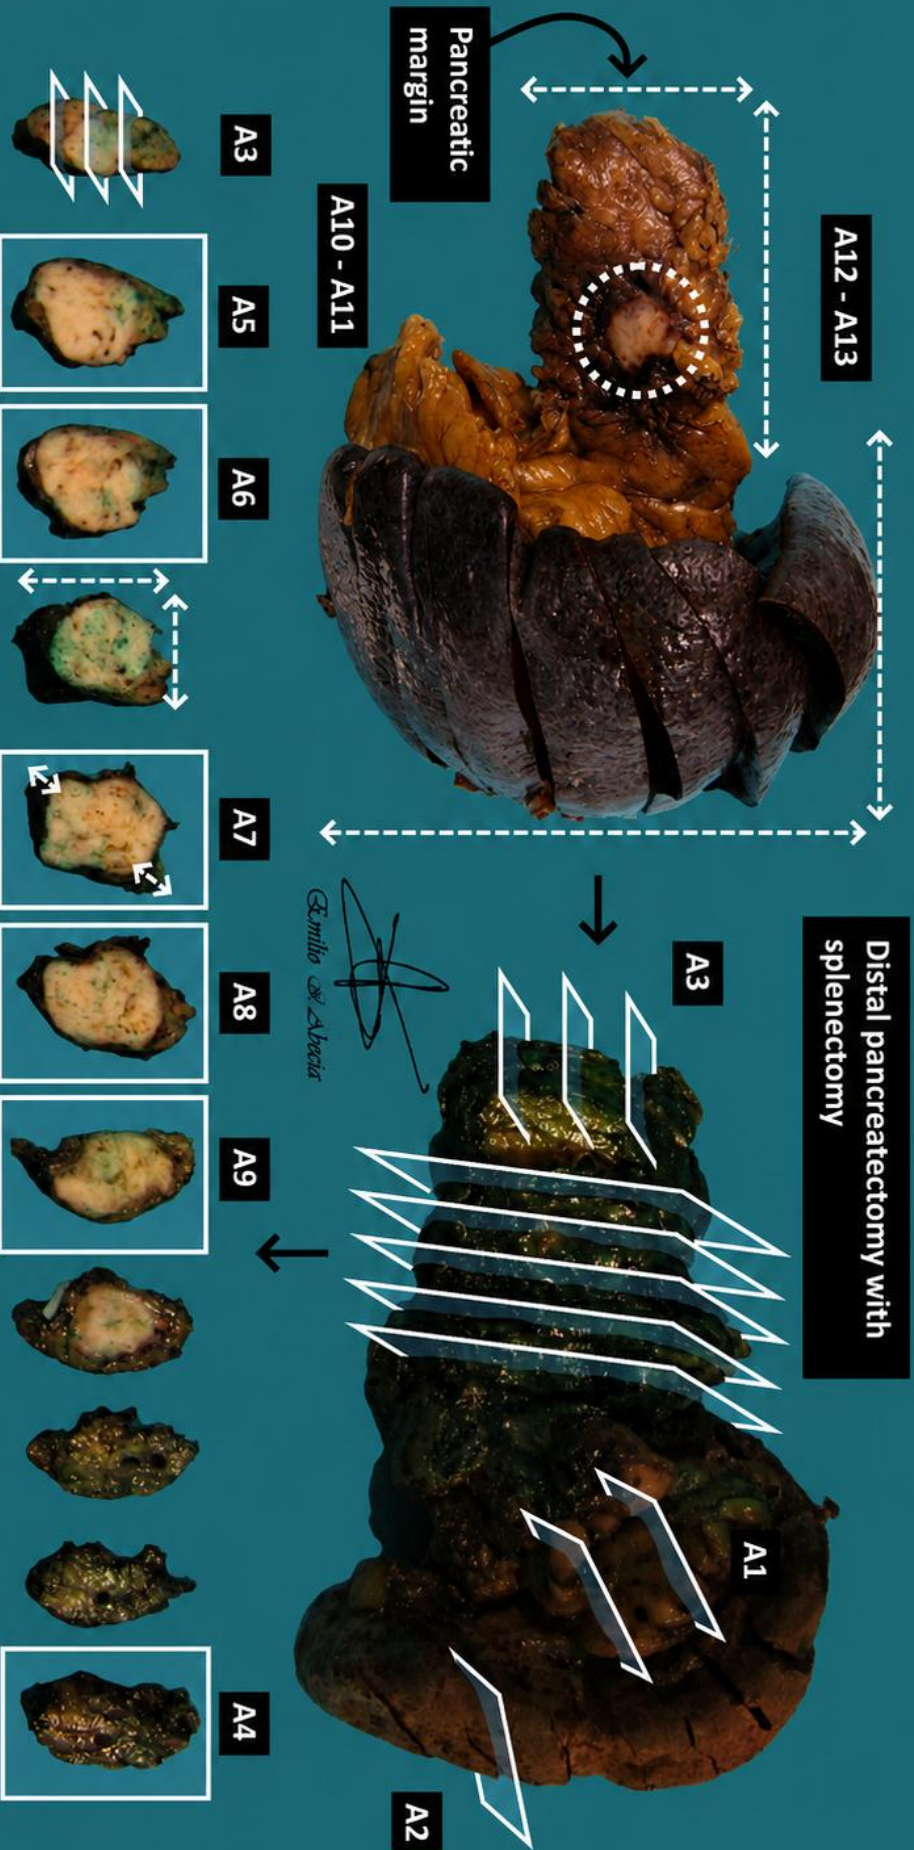 A12 - A13
Distal pancreatectomy with
splenectomy
A3
A1
Pancreatic
margin
A10 - A11
A2
Emilio Abecia
A3
A5
A6
A7
A8
A9
A4